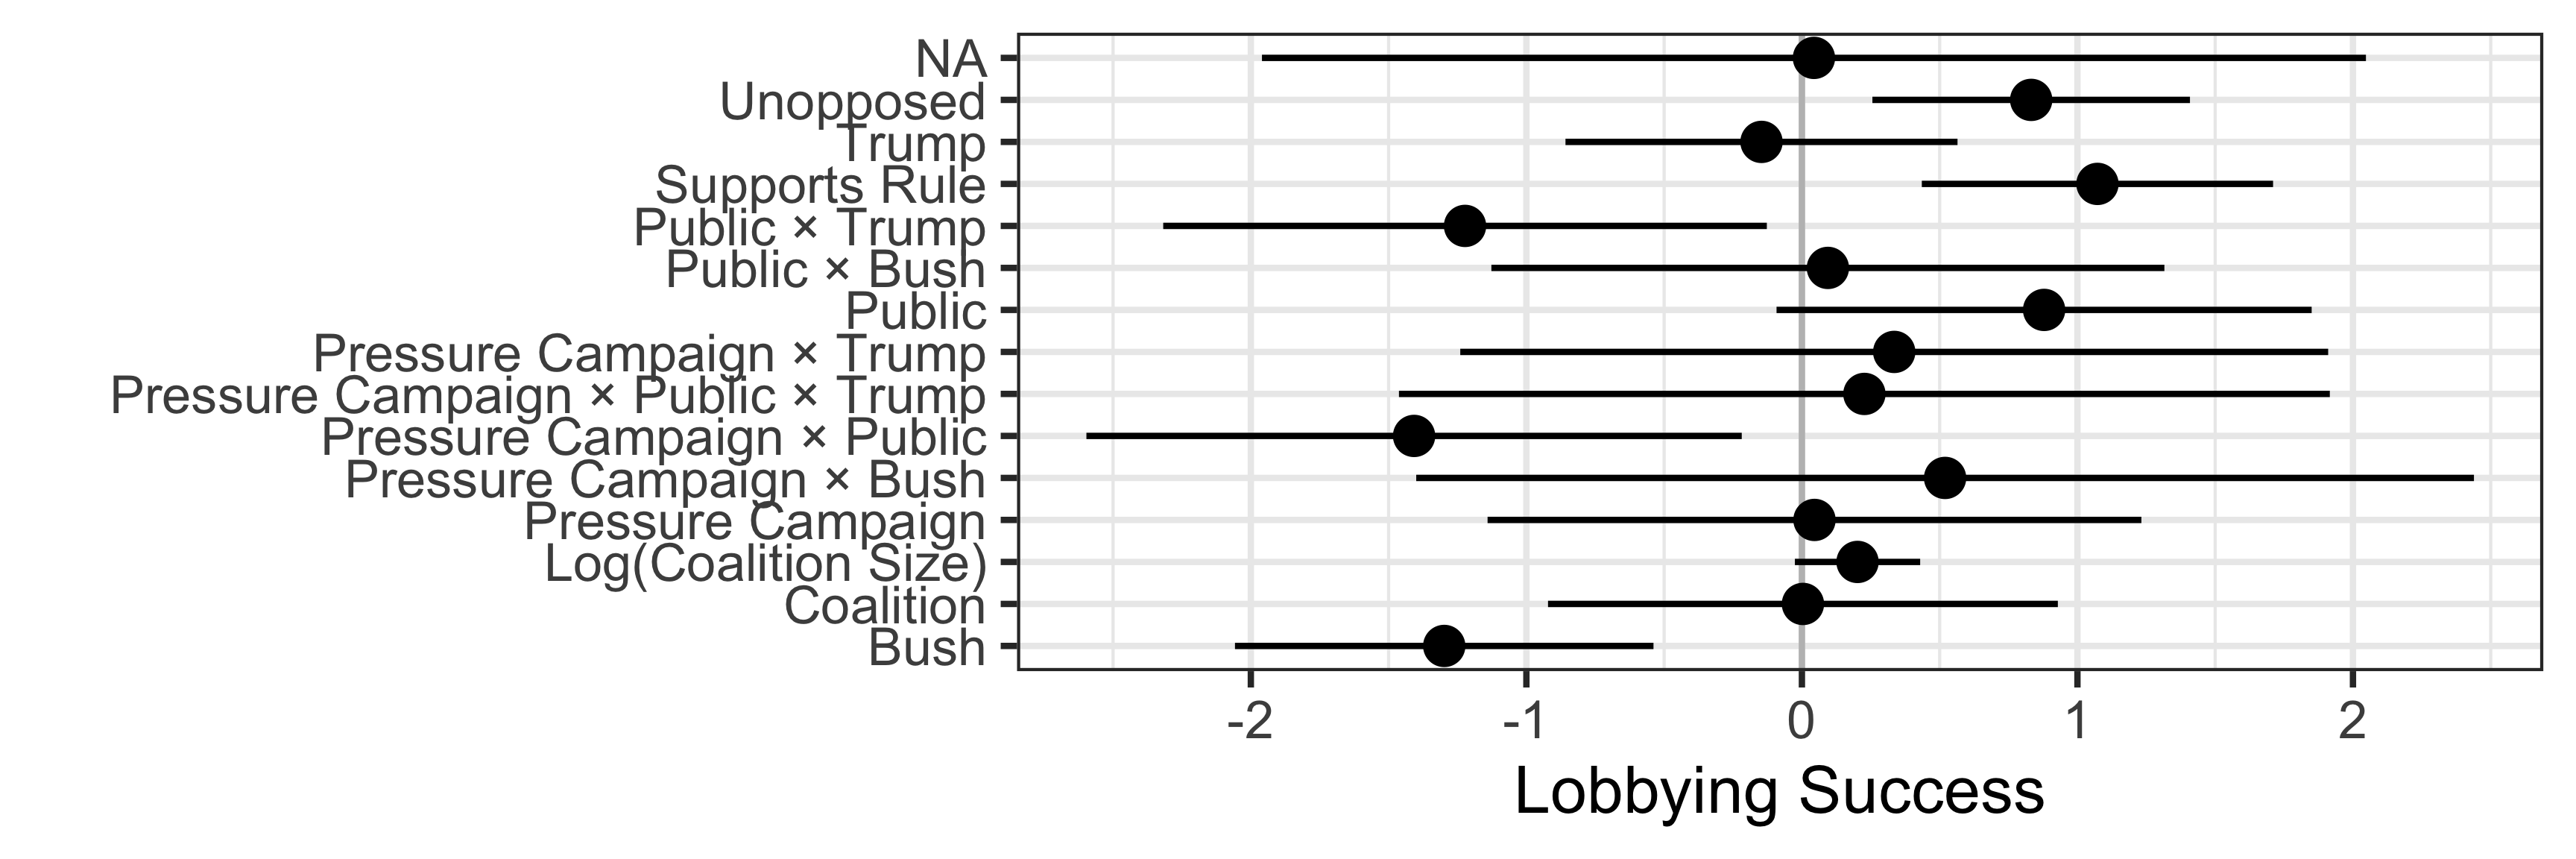 NA
Unopposed
Trump
Supports Rule
Public × Trump
Public × Bush
Public
Pressure Campaign × Trump
Pressure Campaign × Public × Trump
Pressure Campaign × Public
Pressure Campaign × Bush
Pressure Campaign
Log(Coalition Size)
Coalition
Bush
-2 -1 0 1 2
Lobbying Success